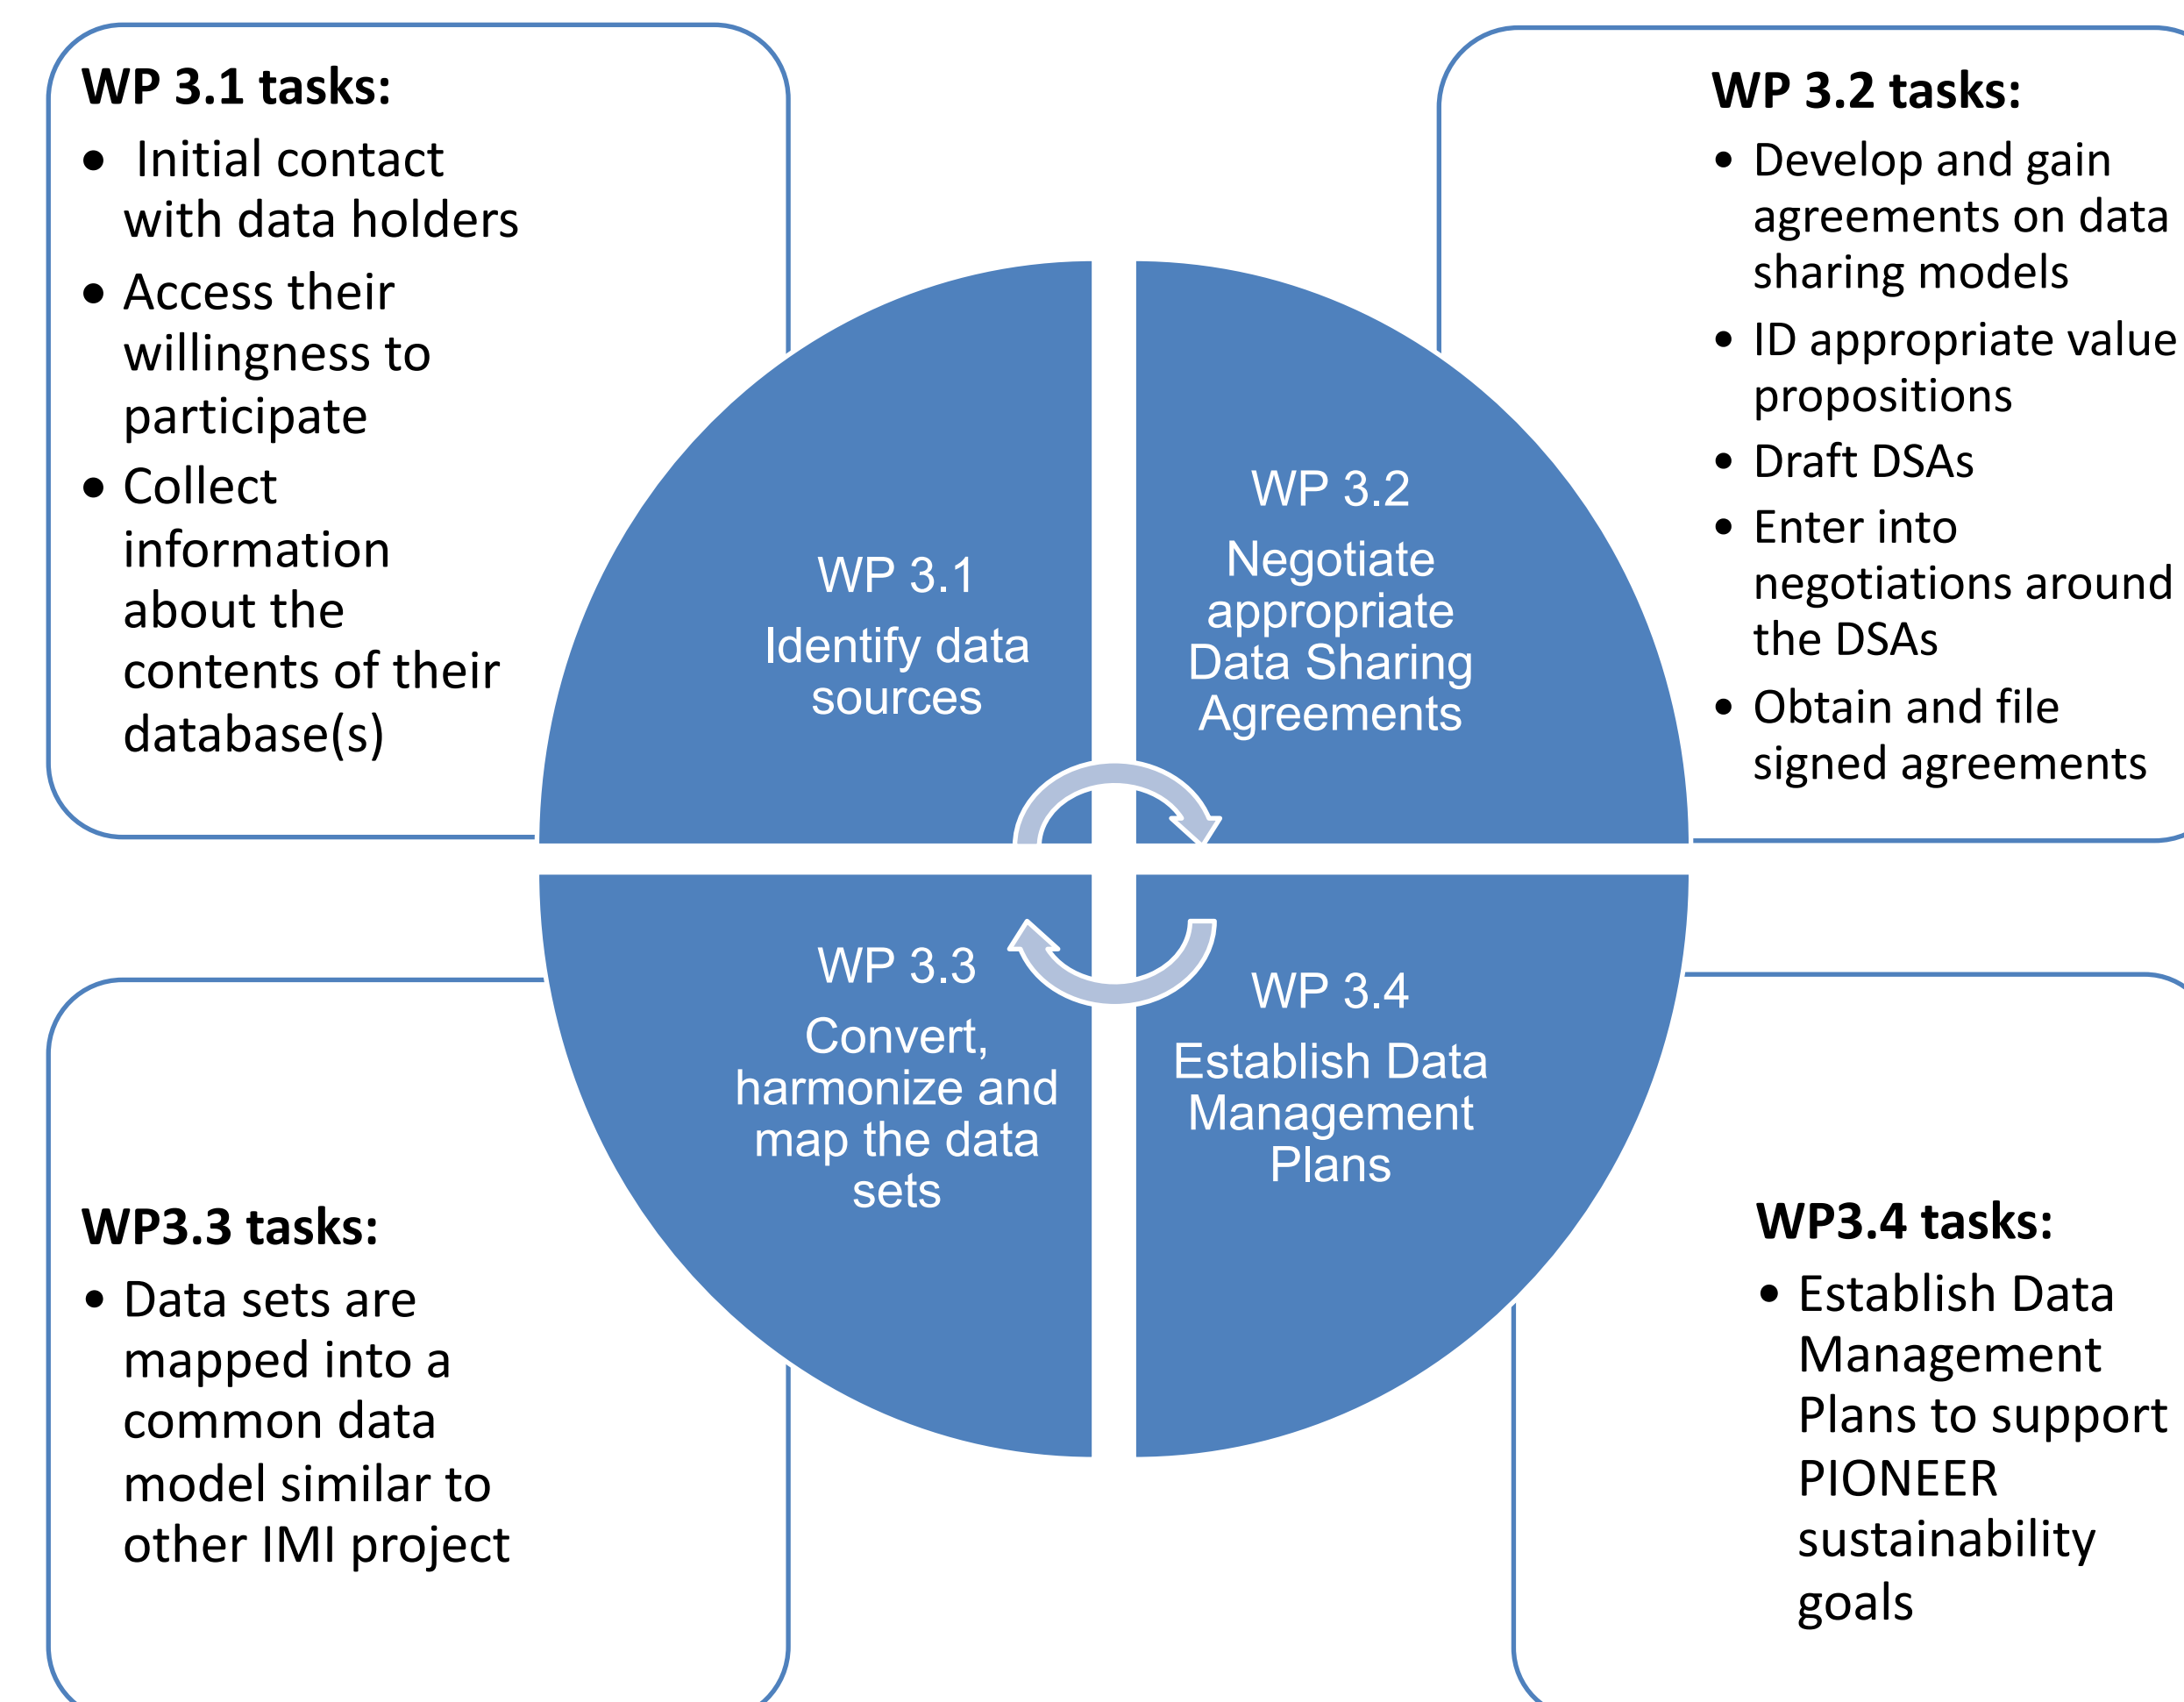 WP 3.1 tasks:
● Initial contact
with data holders
● Access their
willingness to
participate
● Collect
information
about the
contents of their
database(s)
WP 3.2 tasks:
● Develop and gain
agreements on data
sharing models
● ID appropriate value
propositions
● Draft DSAs
● Enter into
negotiations around
the DSAs
● Obtain and file
signed agreements
WP 3.1
Identify data
sources
WP 3.2
Negotiate
appropriate
Data Sharing
Agreements
WP 3.3
Convert,
harmonize and
map the data
sets
WP 3.4
Establish Data
Management
Plans
WP3.3 tasks:
● Data sets are
mapped into a
common data
model similar to
other IMI project
WP3.4 tasks:
● Establish Data
Management
Plans to support
PIONEER
sustainability
goals